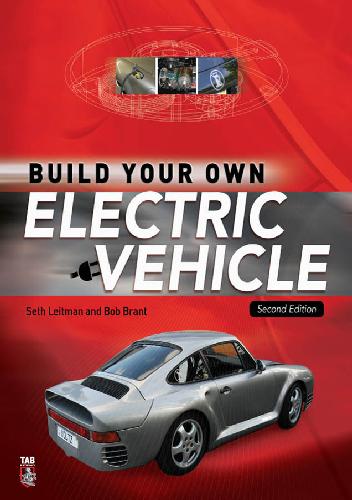 BUILD YOUR OWN
ELECTRIC
VEHICLE
Seth Leitman and Bob Brant
Second Edition
TAB